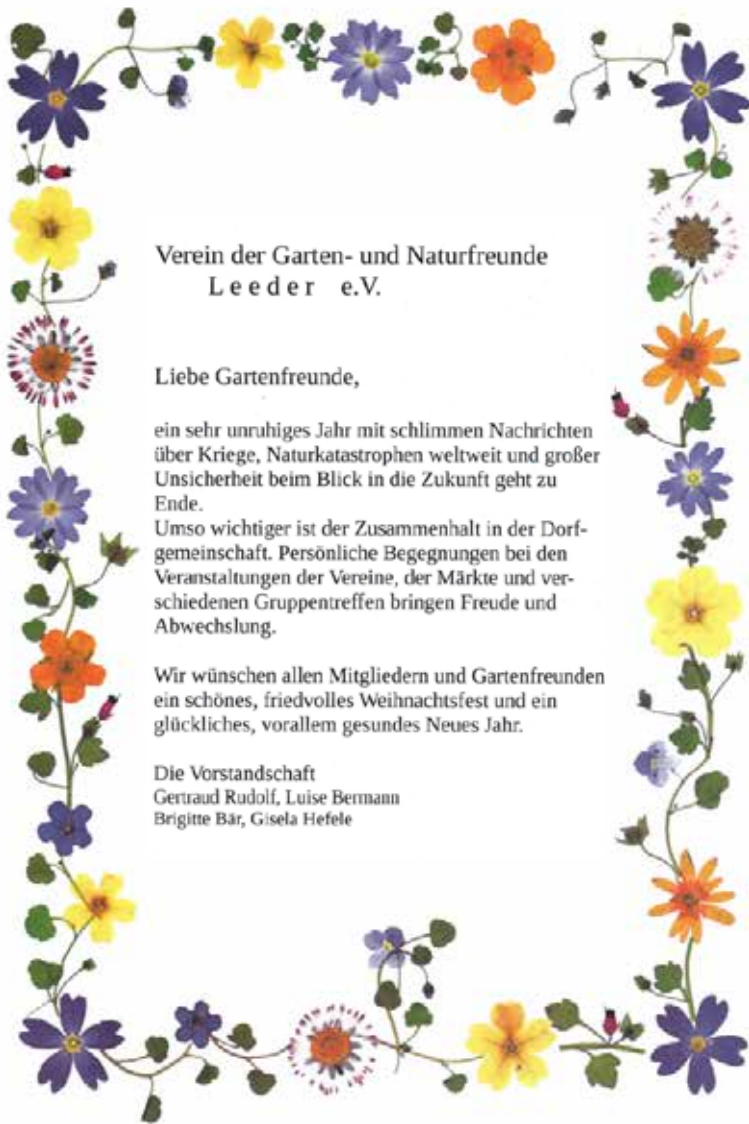 Verein der Garten- und Naturfreunde
L e e d e r e.V.
Liebe Gartenfreunde,
ein sehr unruhiges Jahr mit schlimmen Nachrichten
über Kriege, Naturkatastrophen weltweit und großer
Unsicherheit beim Blick in die Zukunft geht zu
Ende.
Umso wichtiger ist der Zusammenhalt in der Dorf-
gemeinschaft. Persönliche Begegnungen bei den
Veranstaltungen der Vereine, der Märkte und ver-
schiedenen Gruppentreffen bringen Freude und
Abwechslung.
Wir wünschen allen Mitgliedern und Gartenfreunden
ein schönes, friedvolles Weihnachtsfest und ein
glückliches, vorallem gesundes Neues Jahr.
Die Vorstandschaft
Gertraud Rudolf, Luise Bermann
Brigitte Bär, Gisela Hefele